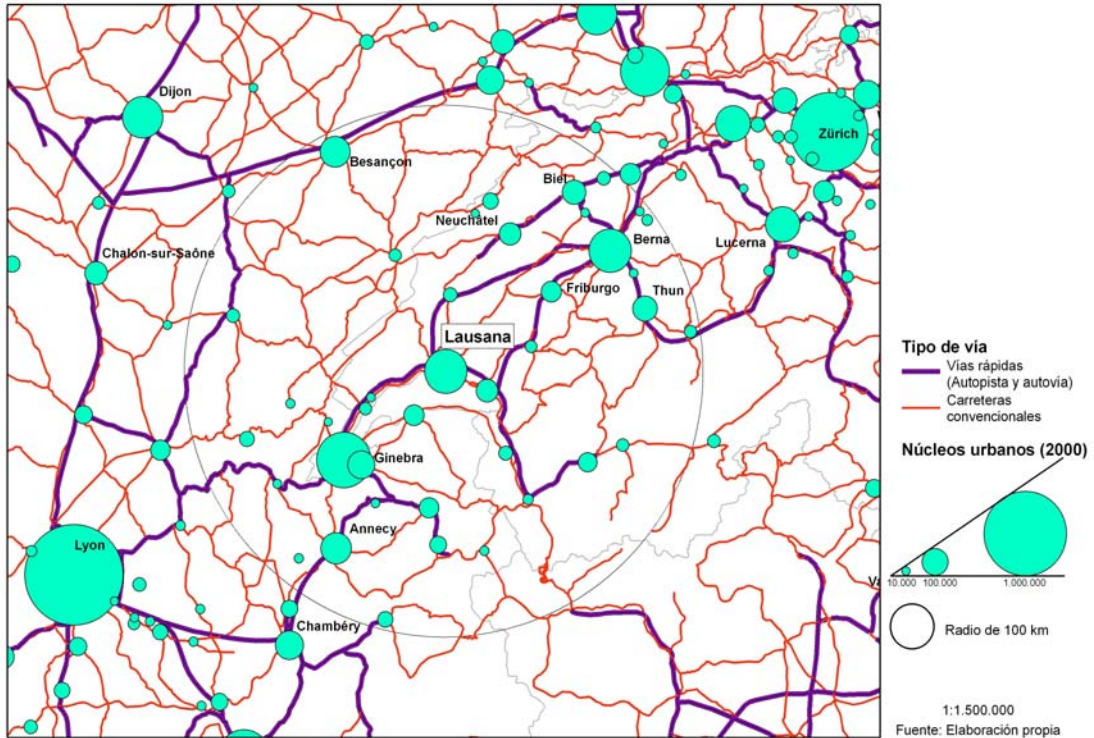 Dijon
Zürich
Besançon
Biel
Neuchâtel
Berna
Lucerna
Chalon-sur-Saône
Friburgo
Thun
Lausana
Ginebra
Annecy
Lyon
Va
Chambéry
Tipo de vía
Vías rápidas
(Autopista y autovía)
Carreteras
convencionales
Núcleos urbanos (2000)
10.000 100.000 1.000.000
Radio de 100 km
1:1.500.000
Fuente: Elaboración propia